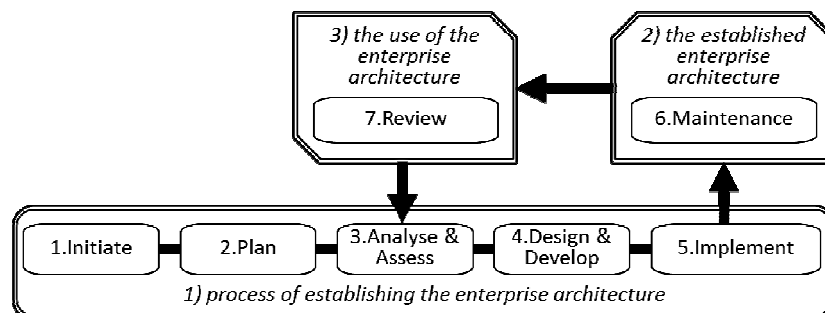 3) the use of the
enterprise
architecture
7.Review
2) the established
enterprise
architecture
6.Maintenance
1.Initiate
2.Plan
3.Analyse &
Assess
4.Design &
Develop
5.Implement
1) process of establishing the enterprise architecture